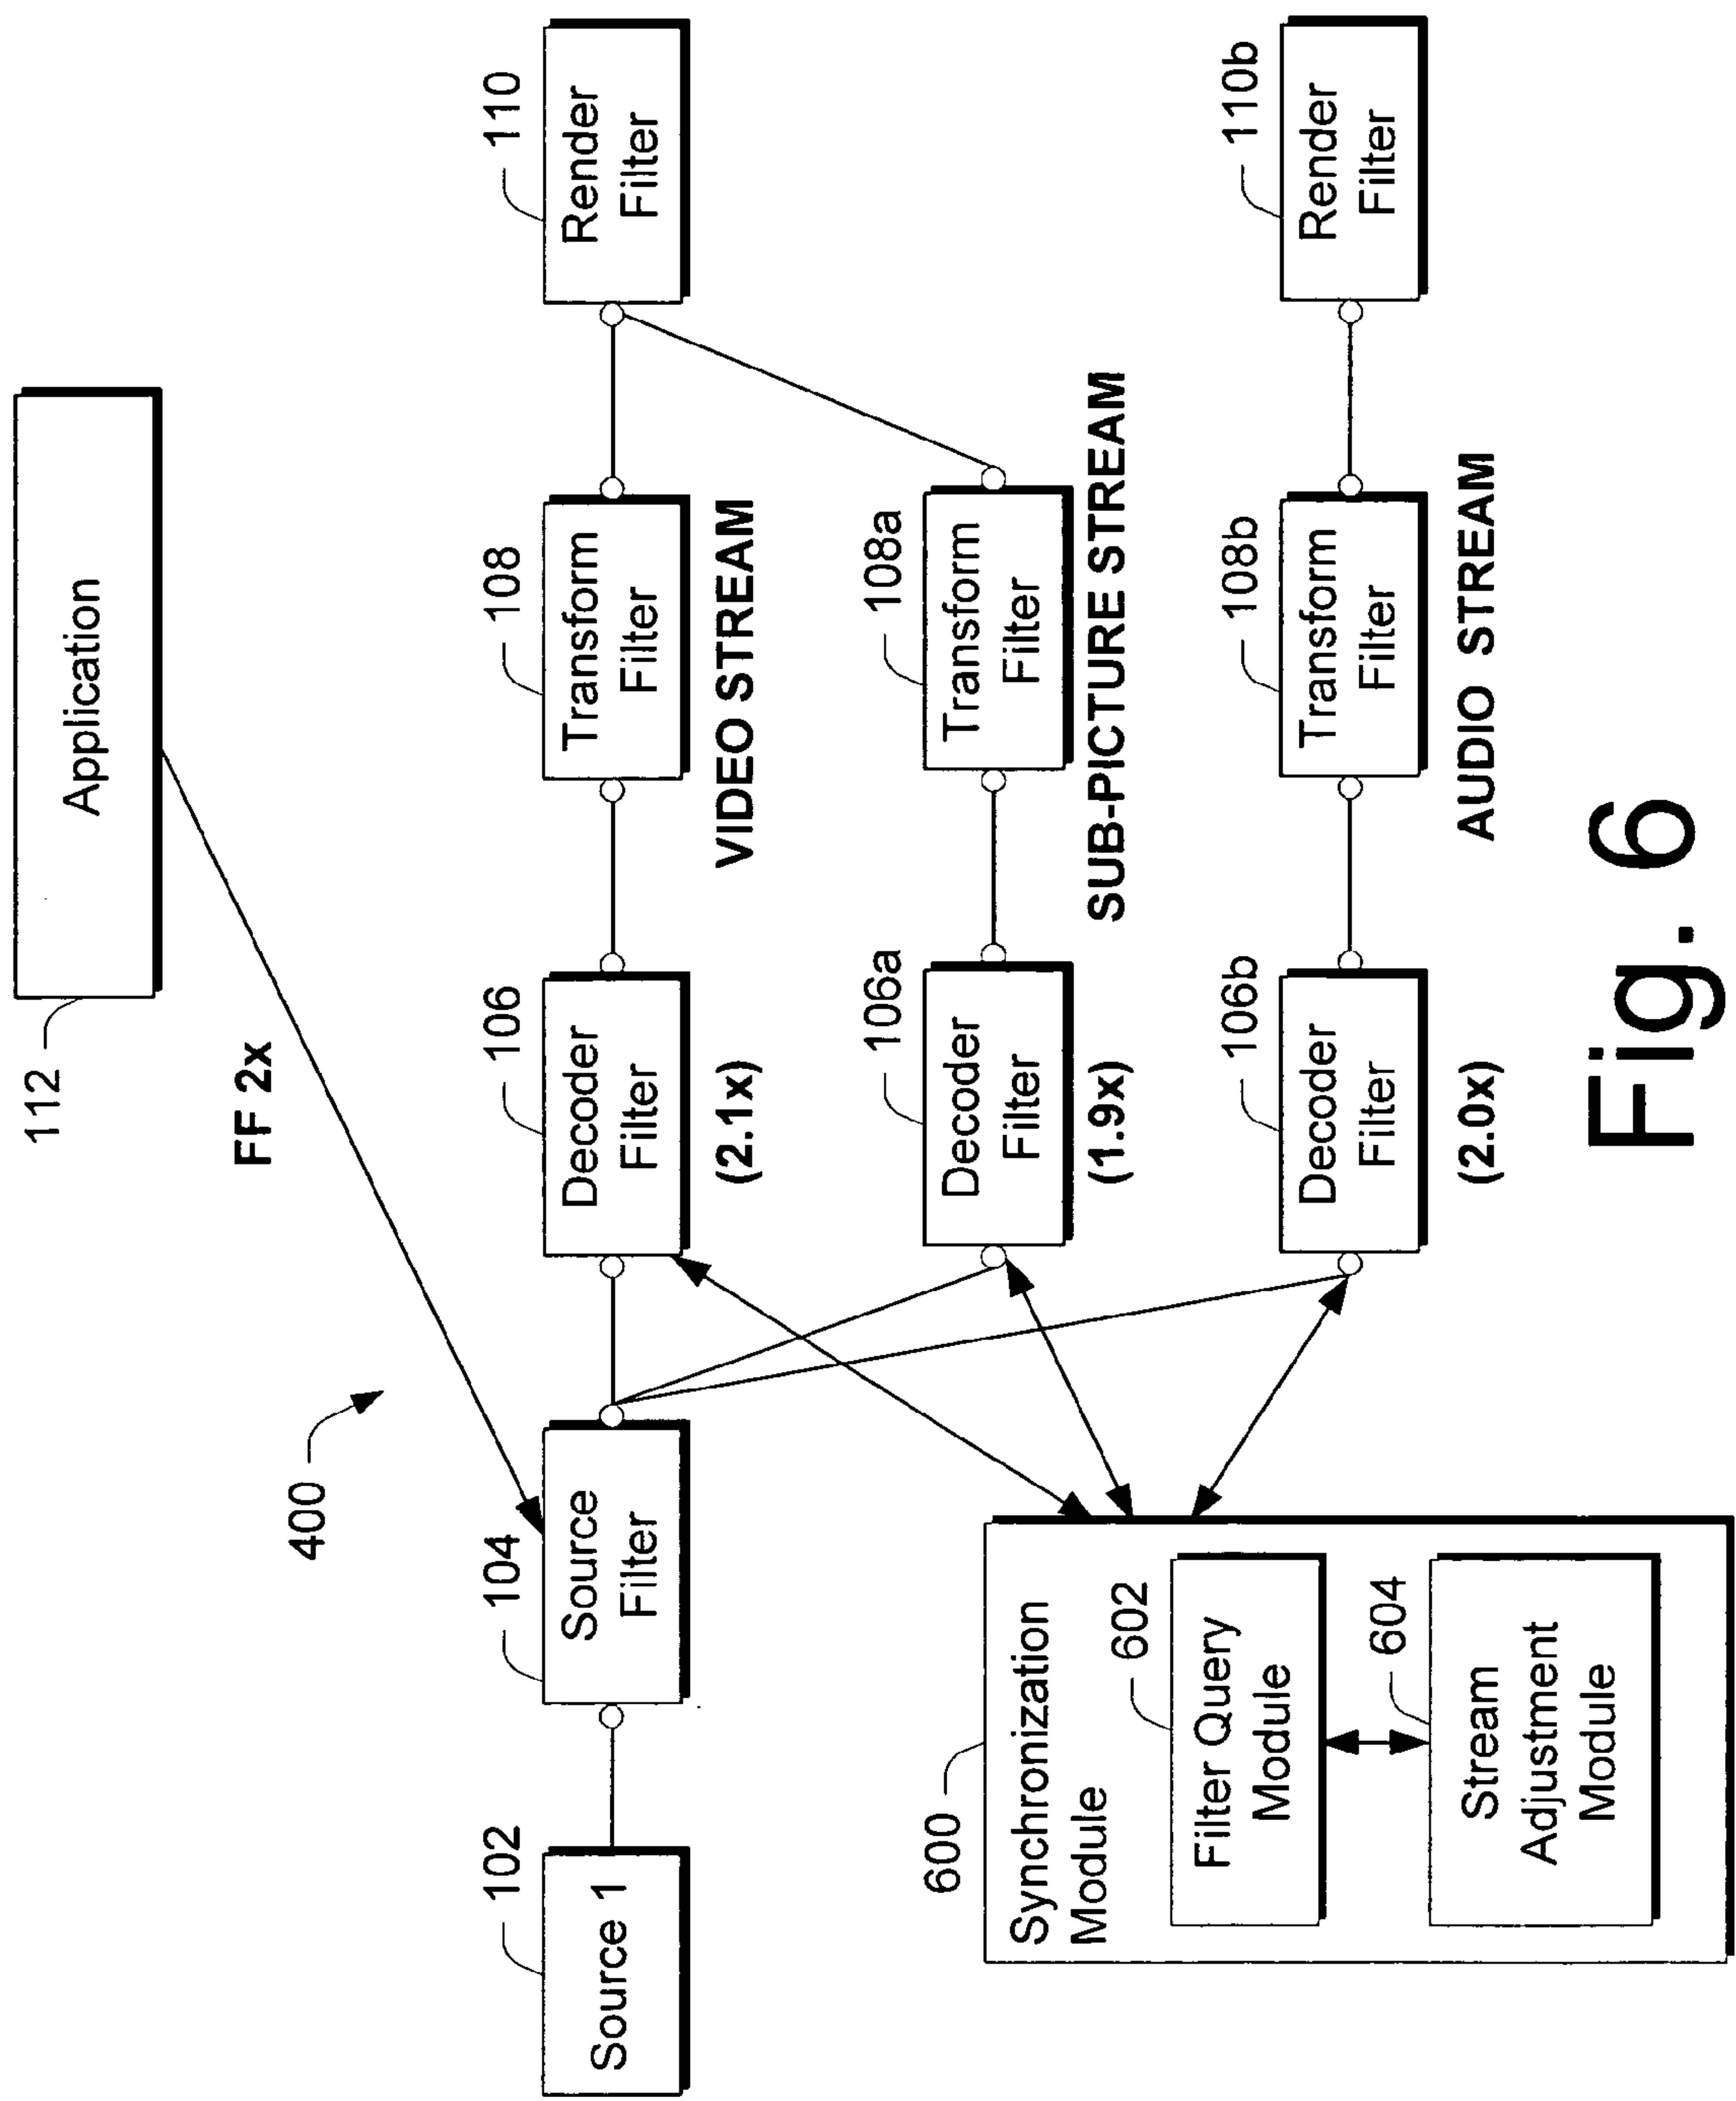 112
Application
FF 2x
400
102
Source 1
104
Source
Filter
106
Decoder
Filter
(2.1x)
108
Transform
Filter
VIDEO STREAM
110
Render
Filter
106a
Decoder
Filter
(1.9x)
108a
Transform
Filter
SUB-PICTURE STREAM
106b
Decoder
Filter
(2.0x)
108b
Transform
Filter
AUDIO STREAM
110b
Render
Filter
600
Synchronization
Module
602
Filter Query
Module
604
Stream
Adjustment
Module
Fig. 6